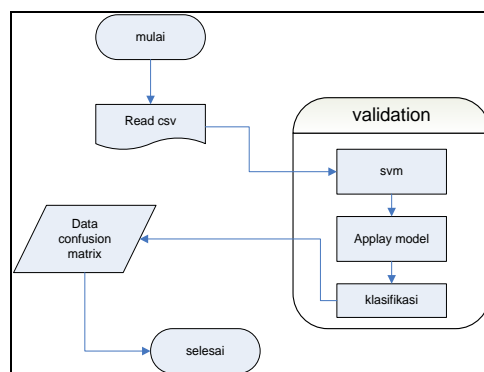 mulai
Read csv
validation
svm
Applay model
klasifikasi
Data
confusion
matrix
selesai